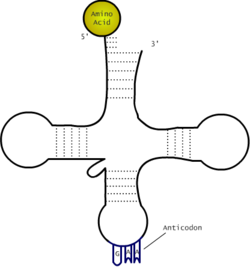 Amino
Acid
5'
3'
Anticodon
G A A